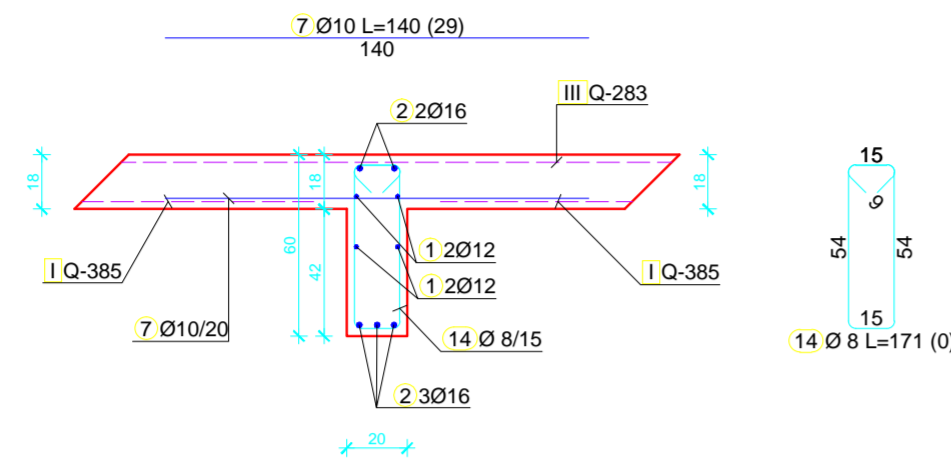 7 Ø10 L=140 (29)
140
III Q-283
2 2Ø16
15
18
18
18
9
54
54
60
42
1 2Ø12
I Q-385
I Q-385
1 2Ø12
15
7 Ø10/20
14 Ø 8/15
14 Ø 8 L=171 (0)
2 3Ø16
20